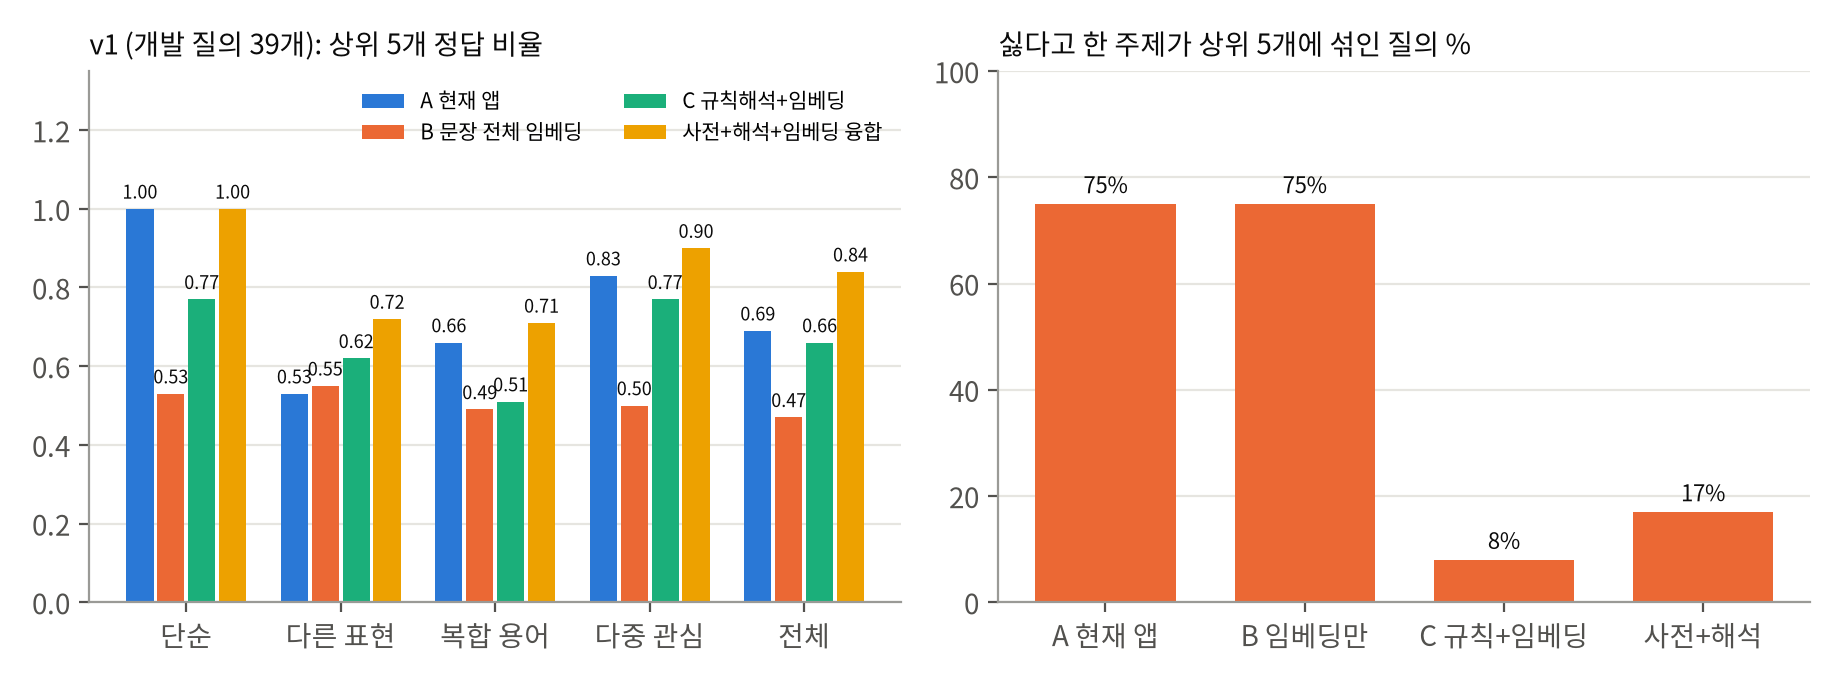 v1 (개발 질의 39개): 상위 5개 정답 비율
A 현재 앱
B 문장 전체 임베딩
C 규칙해석+임베딩
사전+해석+임베딩 융합
1.2
1.0
0.8
0.6
0.4
0.2
0.0
1.00
0.53
0.77
1.00
0.53
0.55
0.62
0.72
0.66
0.49
0.51
0.71
0.83
0.50
0.77
0.90
0.69
0.47
0.66
0.84
단순
다른 표현
복합 용어
다중 관심
전체
싫다고 한 주제가 상위 5개에 섞인 질의 %
100
80
60
40
20
0
75%
75%
8%
17%
A 현재 앱
B 임베딩만
C 규칙+임베딩
사전+해석